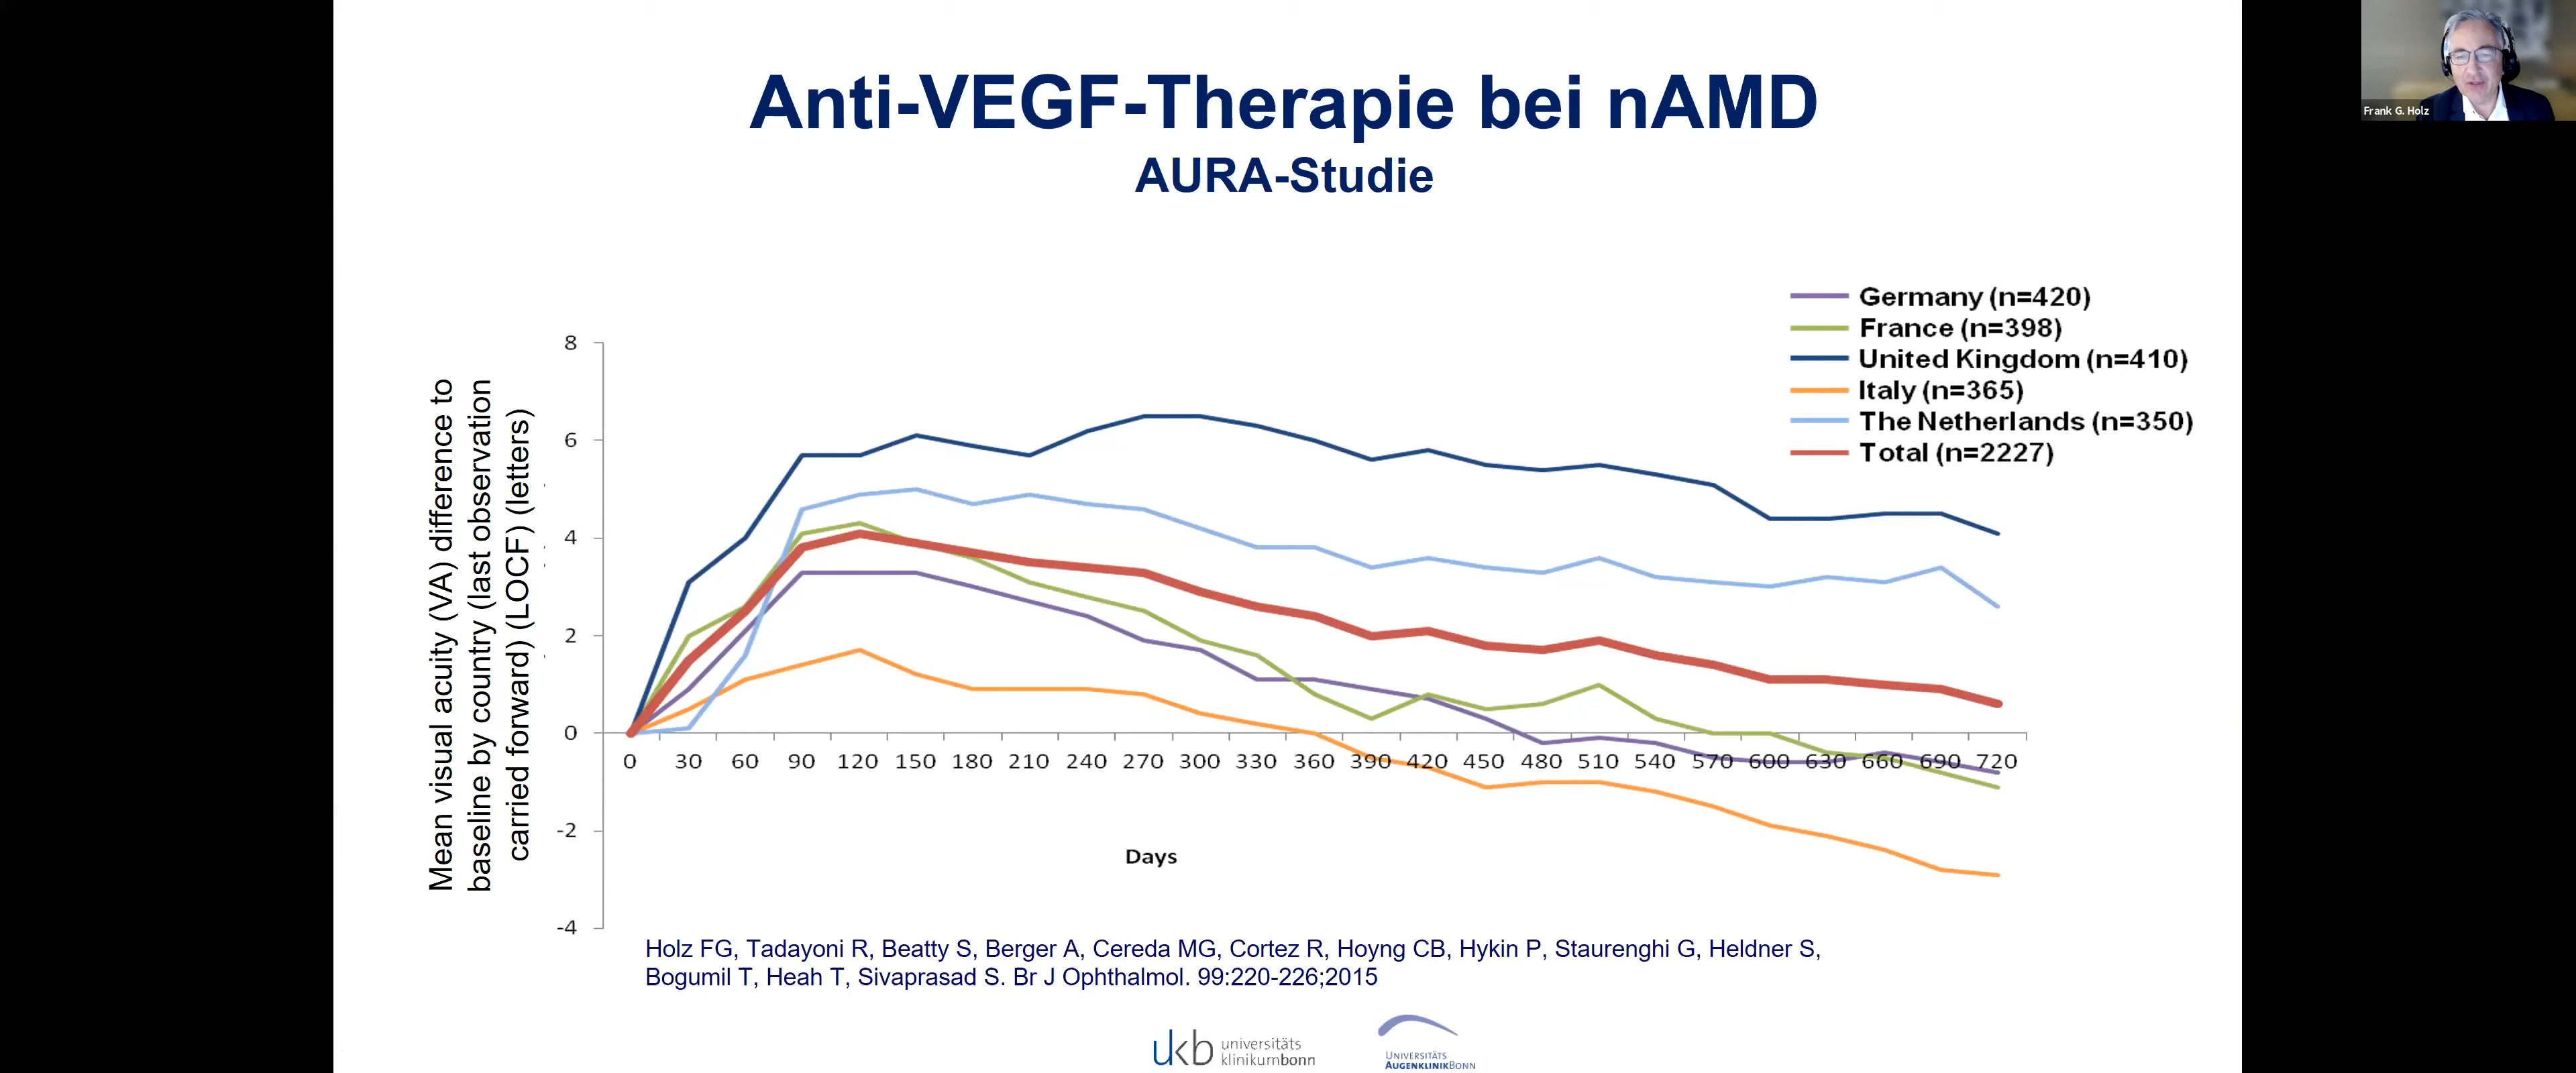 Anti-VEGF-Therapie bei nAMD
AURA-Studie
Frank G. Holz
Germany (n=420)
France (n=398)
United Kingdom (n=410)
Italy (n=365)
The Netherlands (n=350)
Total (n=2227)
Mean visual acuity (VA) difference to
baseline by country (last observation
carried forward) (LOCF) (letters)
8
6
4
2
0
-2
-4
0 30 60 90 120 150 180 210 240 270 300 330 360 390 420 450 480 510 540 570 600 630 660 690 720
Days
Holz FG, Tadayoni R, Beatty S, Berger A, Cereda MG, Cortez R, Hoyng CB, Hykin P, Staurenghi G, Heldner S,
Bogumil T, Heah T, Sivaprasad S. Br J Ophthalmol. 99:220-226;2015
ukb universitäts
klinikumbonn
UNIVERSITÄTS
AUGENKLINIKBONN